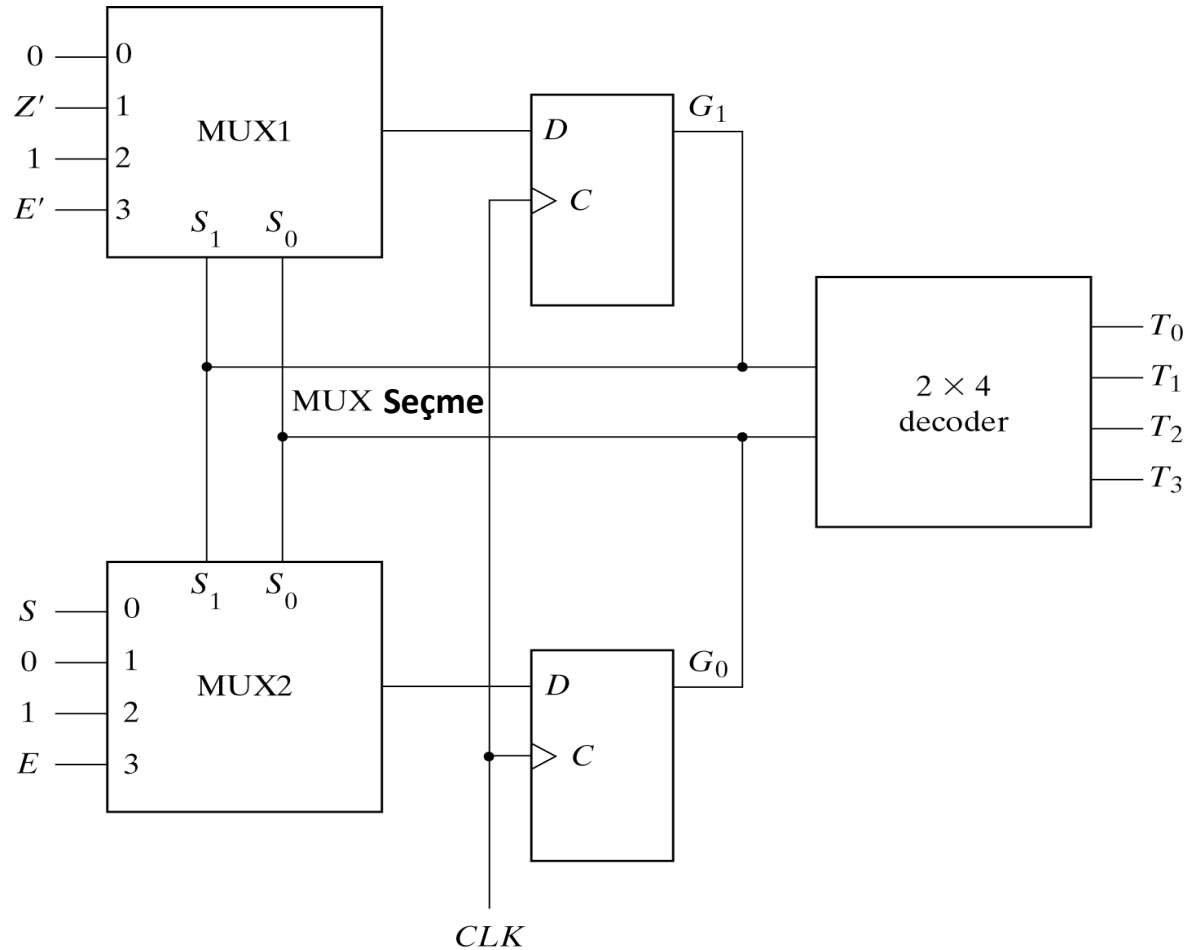 0 0
Z′ 1
MUX1
1 2
E′ 3
S1 S0
D
C
G1
MUX Seçme
2 × 4
decoder
T0
T1
T2
T3
S1 S0
S 0
0 1
MUX2
1 2
E 3
D
C
G0
CLK